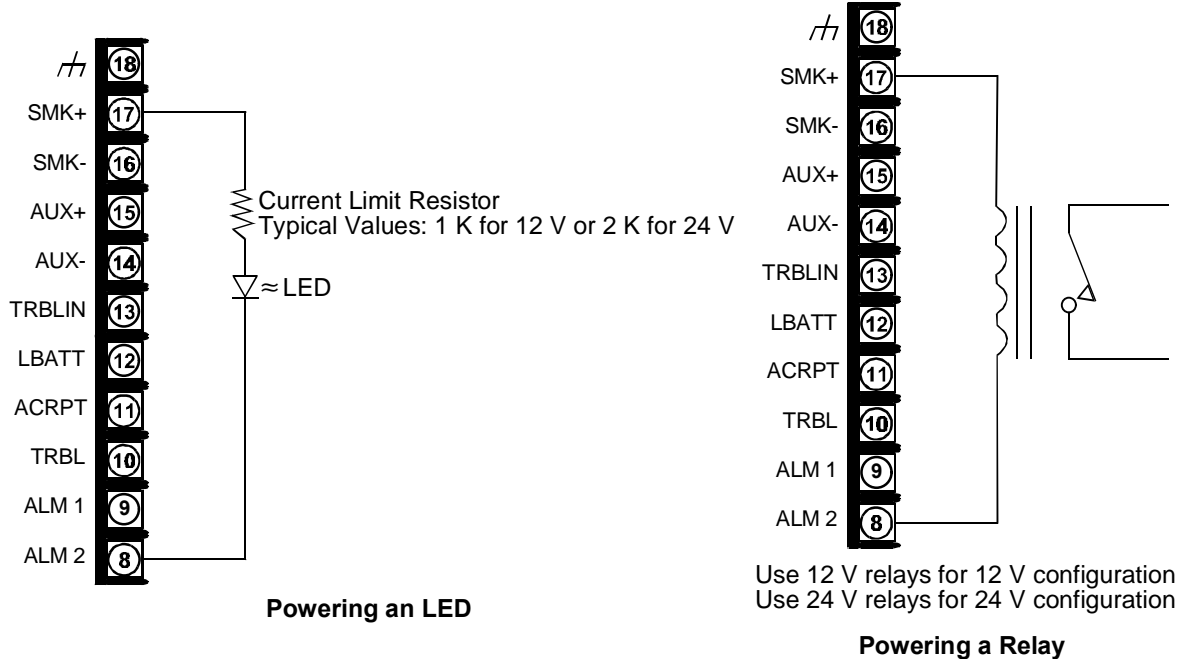 18
SMK+ 17
SMK- 16
AUX+ 15
AUX- 14
TRBLIN 13
LBATT 12
ACRPT 11
TRBL 10
ALM 1 9
ALM 2 8
Current Limit Resistor
Typical Values: 1 K for 12 V or 2 K for 24 V
≈ LED
Powering an LED
18
SMK+ 17
SMK- 16
AUX+ 15
AUX- 14
TRBLIN 13
LBATT 12
ACRPT 11
TRBL 10
ALM 1 9
ALM 2 8
Use 12 V relays for 12 V configuration
Use 24 V relays for 24 V configuration
Powering a Relay